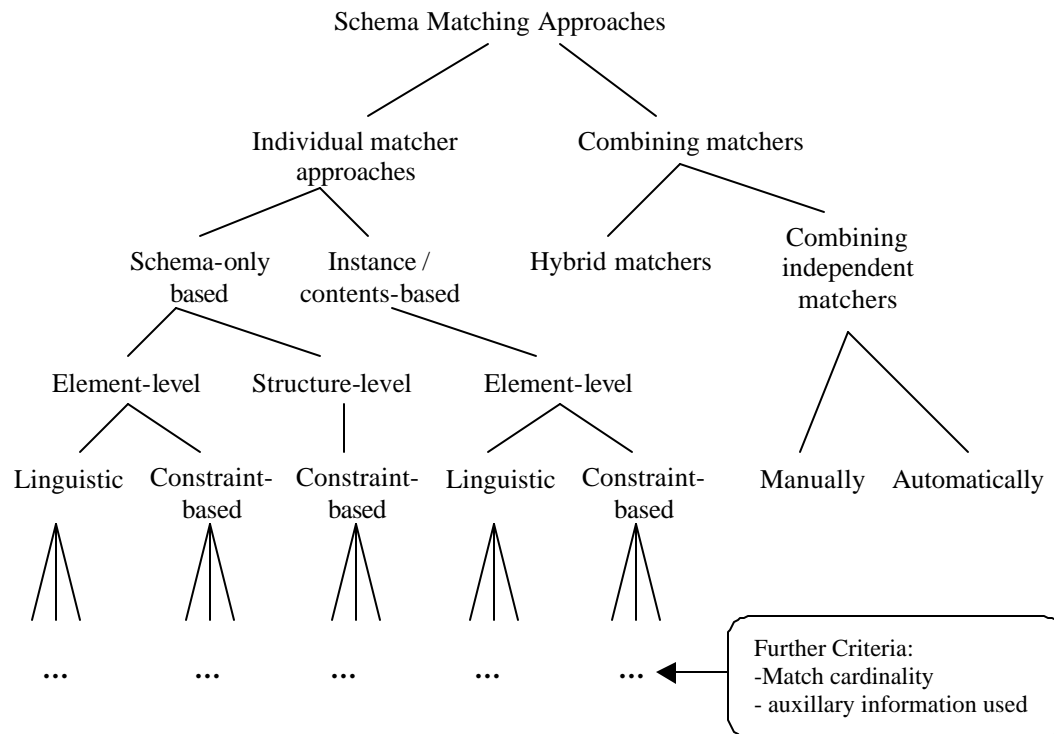 Schema Matching Approaches
Individual matcher
approaches
Combining matchers
Schema-only
based
Instance /
contents-based
Hybrid matchers
Combining
independent
matchers
Element-level
Structure-level
Element-level
Linguistic
Constraint-
based
Constraint-
based
Linguistic
Constraint-
based
Manually
Automatically
... ... ... ... ...
Further Criteria:
-Match cardinality
- auxillary information used